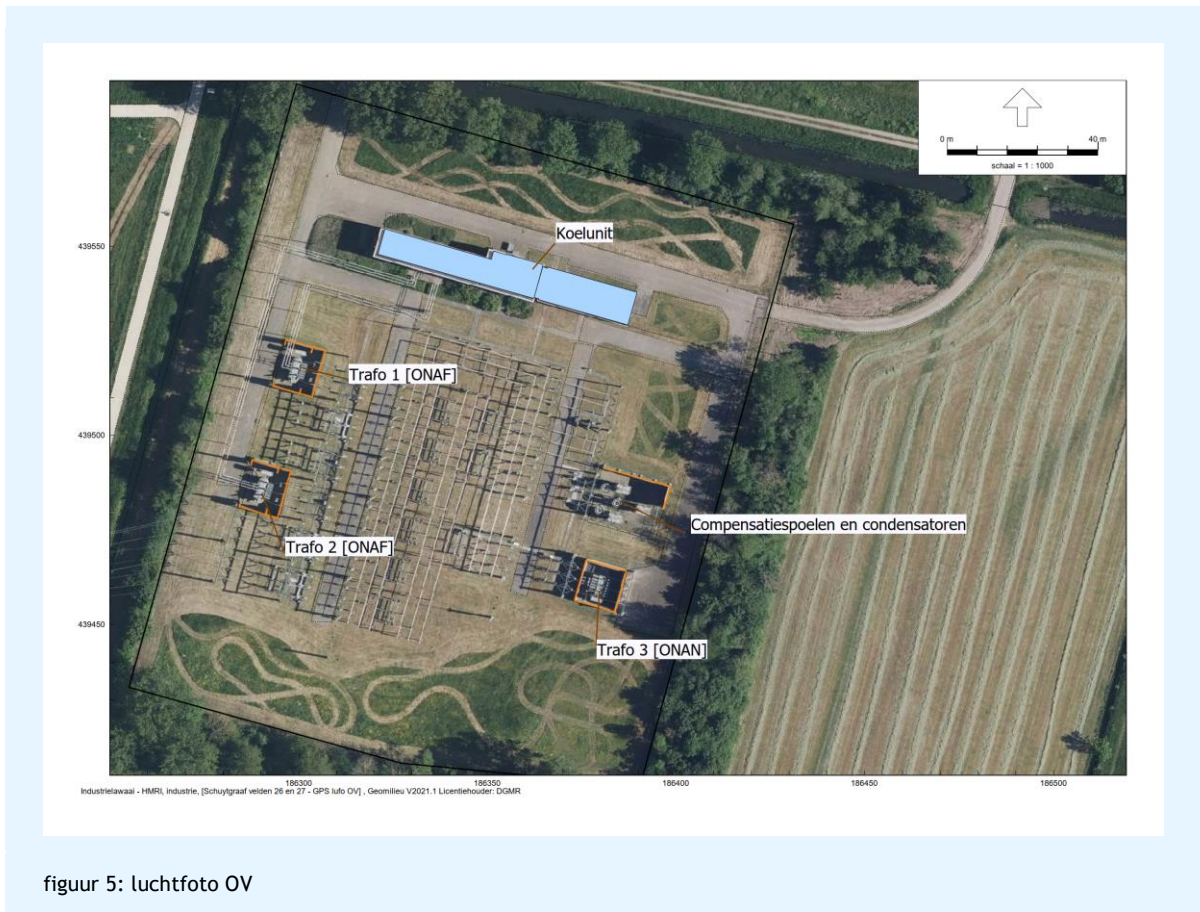 0 m 40 m
schaal = 1 : 1000
439550
Koelunit
Trafo 1 [ONAF]
439500
Compensatiespoelen en condensatoren
Trafo 2 [ONAF]
439450
Trafo 3 [ONAN]
186300 186350 186400 186450 186500
Industrielawaai - HMRI, industrie, [Schuytgraaf velden 26 en 27 - GPS lufo OV] , Geomilieu V2021.1 Licentiehouder: DGMR
figuur 5: luchtfoto OV